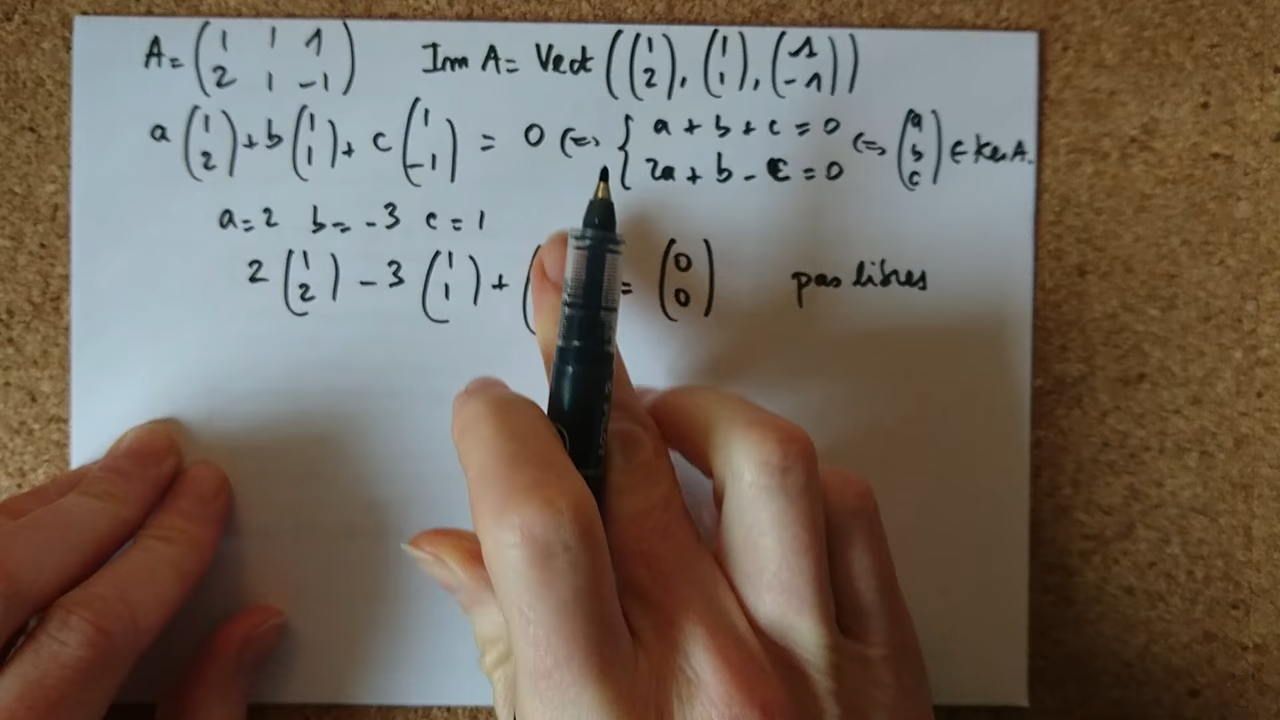 A = (1 1 1 / 2 1 -1) Im A = Vect ((1 / 2), (1 / 1), (1 / -1))
a (1 / 2) + b (1 / 1) + c (1 / -1) = 0 (=) { a + b + c = 0 / 2a + b - c = 0 (=) (a / b / c) ∈ Ker A.
a = 2 b = -3 c = 1
2 (1 / 2) - 3 (1 / 1) + ( = (0 / 0) pas libres